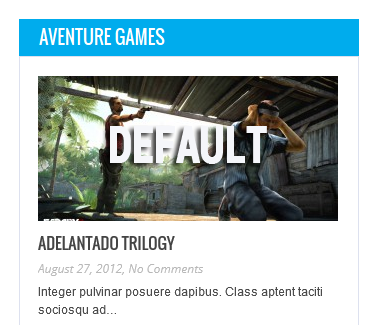 AVENTURE GAMES
DEFAULT
ADELANTADO TRILOGY
August 27, 2012, No Comments
Integer pulvinar posuere dapibus. Class aptent taciti
sociosqu ad...